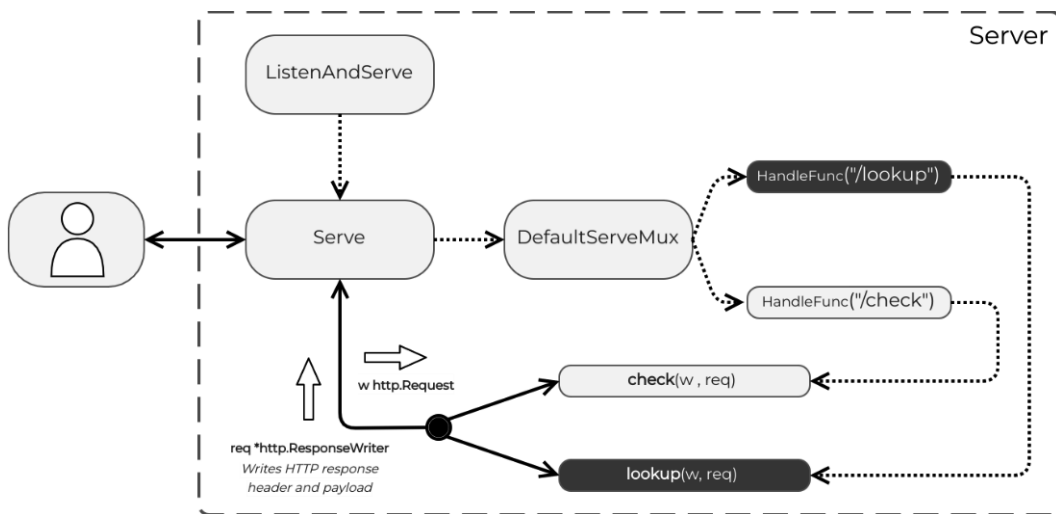 Server
ListenAndServe
HandleFunc("/lookup")
Serve
DefaultServeMux
HandleFunc("/check")
w http.Request
check(w , req)
req *http.ResponseWriter
Writes HTTP response
header and payload
lookup(w, req)